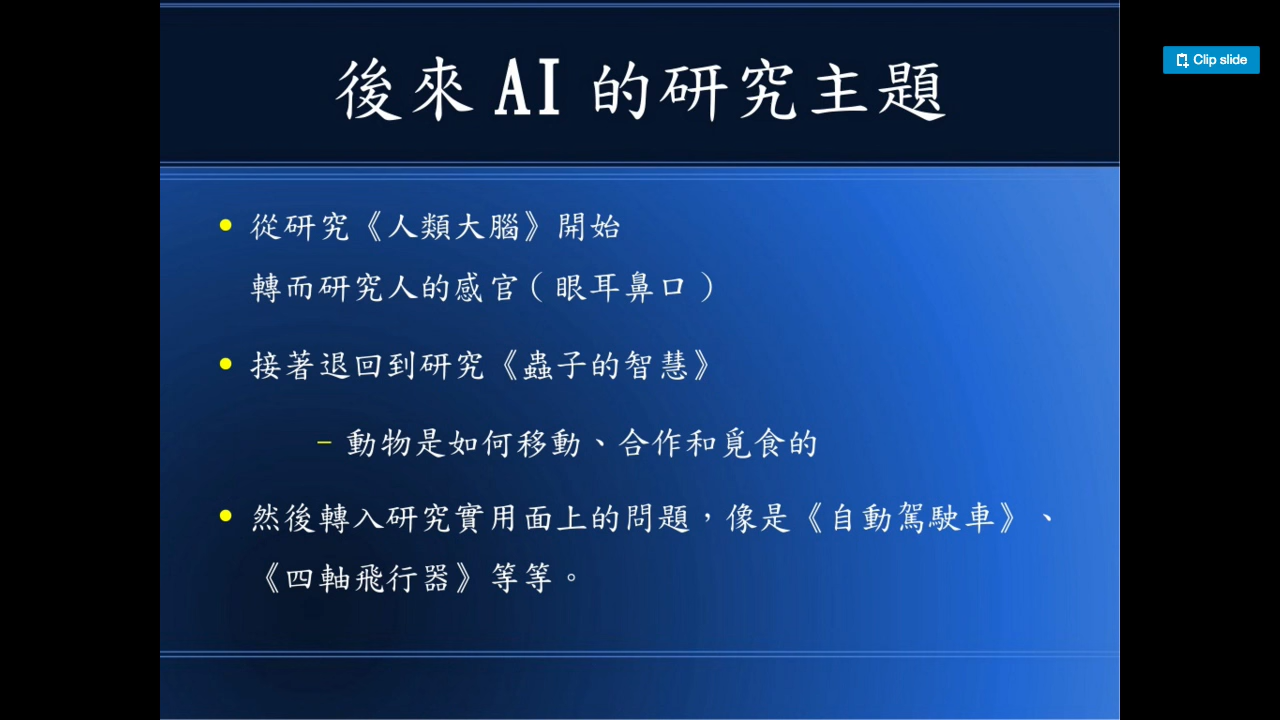 Clip slide
後來 AI 的研究主題
• 從研究《人類大腦》開始
轉而研究人的感官（眼耳鼻口）
• 接著退回到研究《蟲子的智慧》
– 動物是如何移動、合作和覓食的
• 然後轉入研究實用面上的問題，像是《自動駕駛車》、
《四軸飛行器》等等。